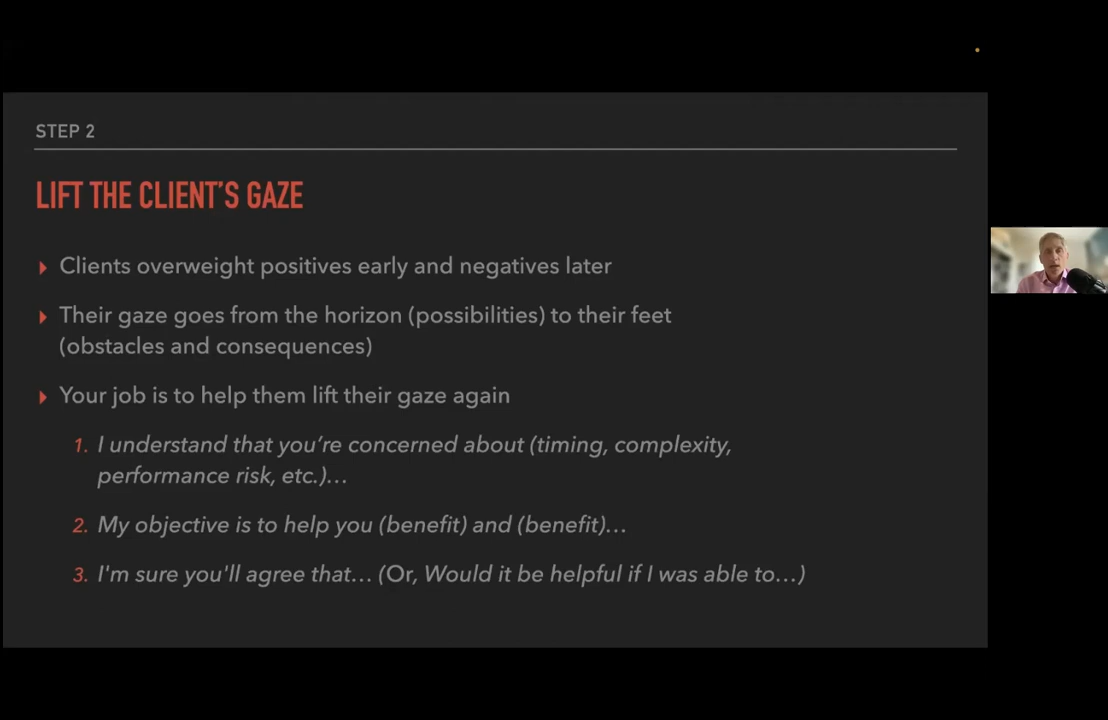 STEP 2
LIFT THE CLIENT'S GAZE
Clients overweight positives early and negatives later
Their gaze goes from the horizon (possibilities) to their feet
(obstacles and consequences)
Your job is to help them lift their gaze again
1. I understand that you're concerned about (timing, complexity,
performance risk, etc.)…
2. My objective is to help you (benefit) and (benefit)…
3. I'm sure you'll agree that… (Or, Would it be helpful if I was able to…)